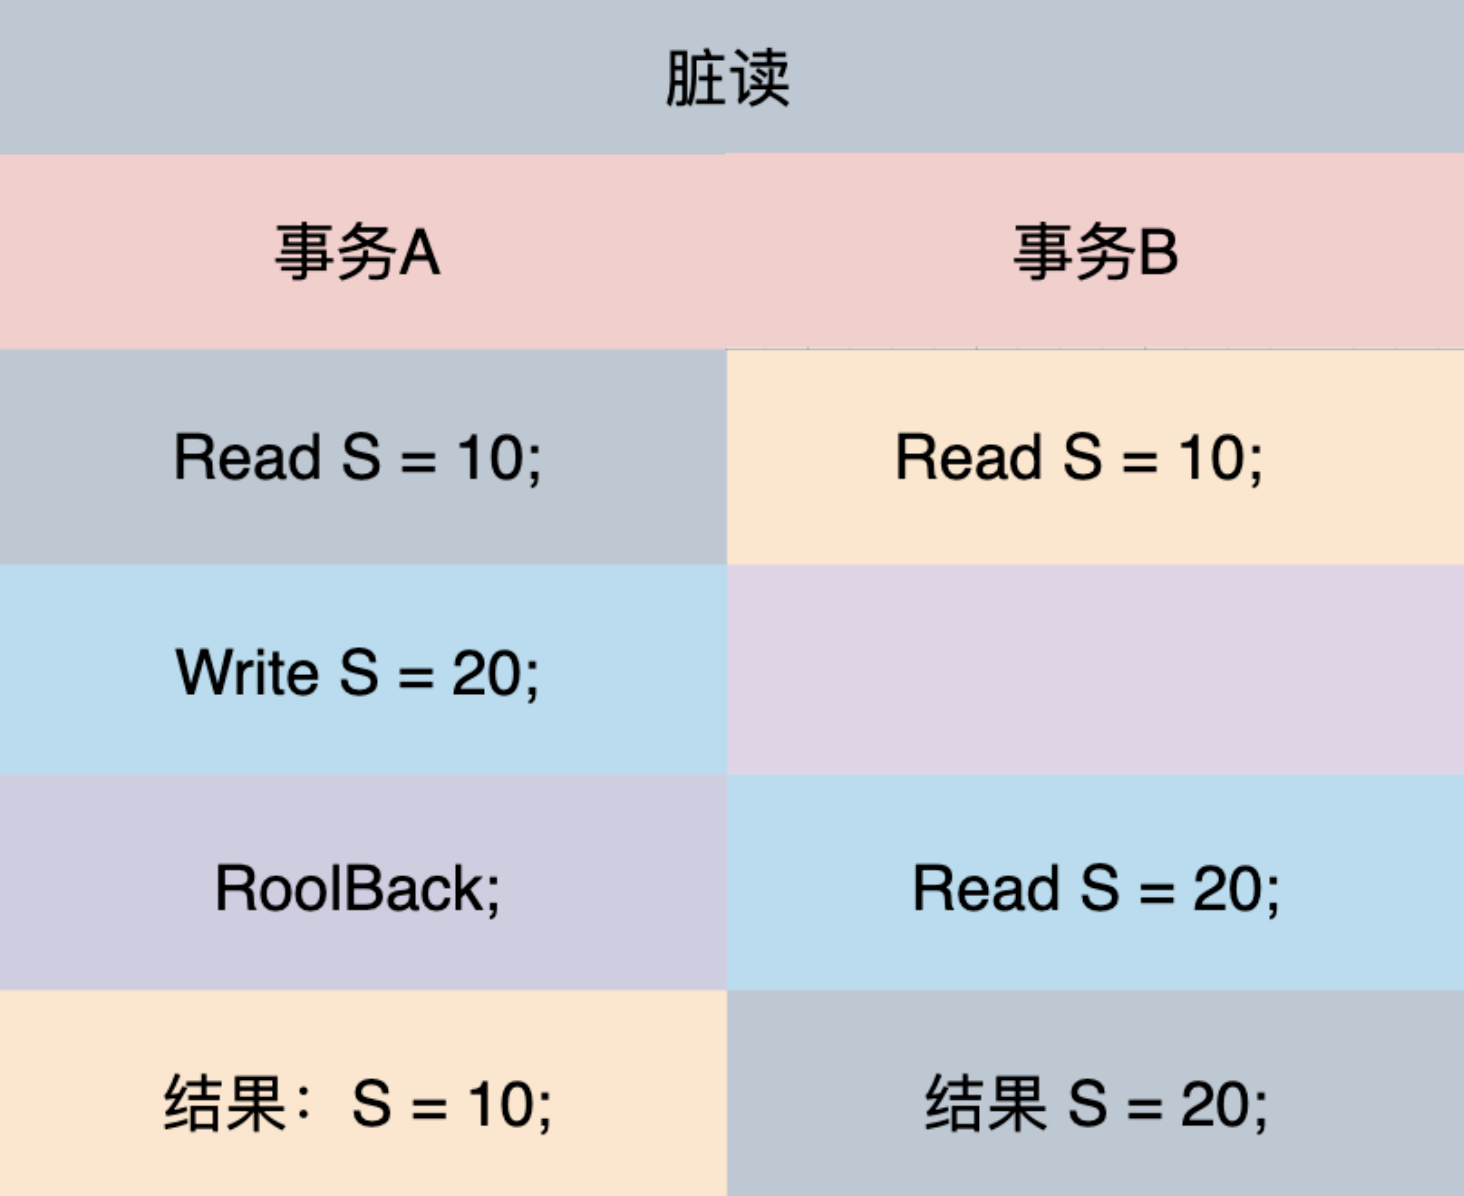 脏读
事务A
事务B
Read S = 10;
Read S = 10;
Write S = 20;
RoolBack;
Read S = 20;
结果：S = 10;
结果 S = 20;